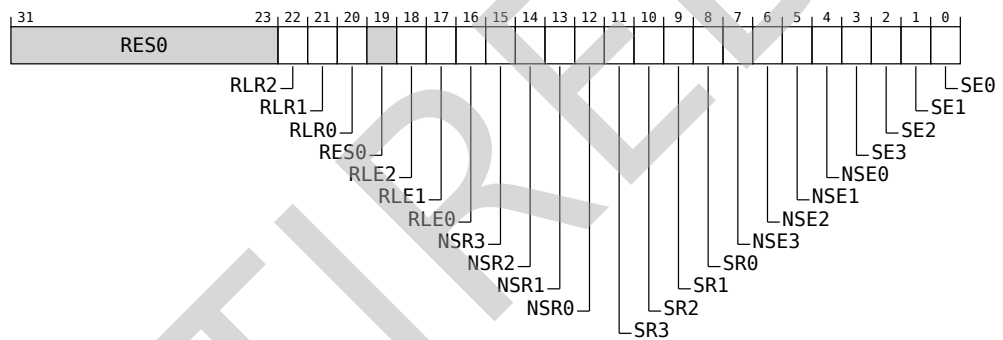 31 23 22 21 20 19 18 17 16 15 14 13 12 11 10 9 8 7 6 5 4 3 2 1 0
RES0
RLR2 SE0
RLR1 SE1
RLR0 SE2
RES0 SE3
RLE2 NSE0
RLE1 NSE1
RLE0 NSE2
NSR3 NSE3
NSR2 SR0
NSR1 SR1
NSR0 SR2
SR3
TIRED